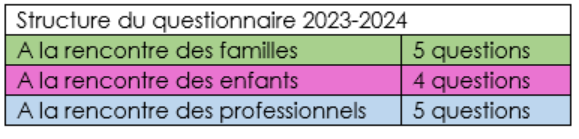 Structure du questionnaire 2023-2024
A la rencontre des familles 5 questions
A la rencontre des enfants 4 questions
A la rencontre des professionnels 5 questions